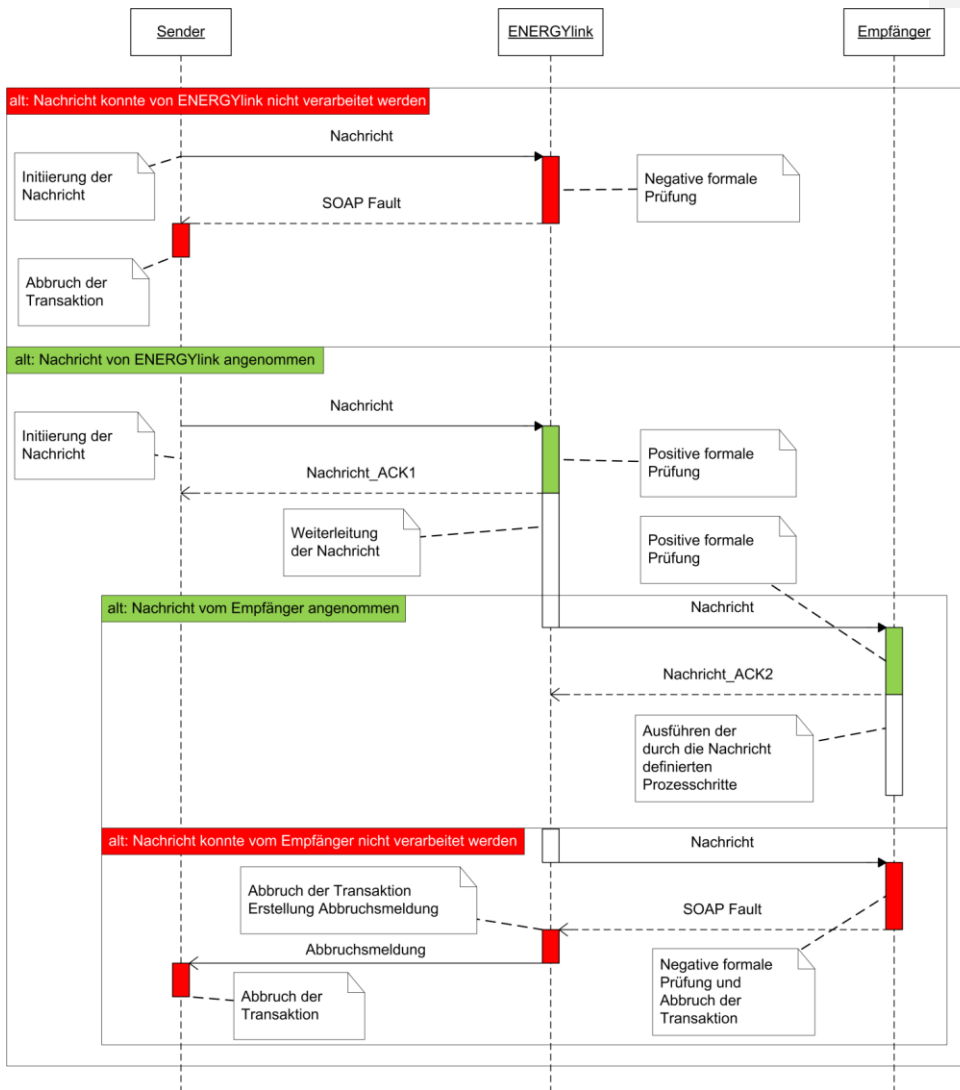 Sender
ENERGYlink
Empfänger
alt: Nachricht konnte von ENERGYlink nicht verarbeitet werden
Nachricht
Initiierung der
Nachricht
Negative formale
Prüfung
SOAP Fault
Abbruch der
Transaktion
alt: Nachricht von ENERGYlink angenommen
Nachricht
Initiierung der
Nachricht
Positive formale
Prüfung
Nachricht_ACK1
Weiterleitung
der Nachricht
Positive formale
Prüfung
alt: Nachricht vom Empfänger angenommen
Nachricht
Nachricht_ACK2
Ausführen der
durch die Nachricht
definierten
Prozesschritte
alt: Nachricht konnte vom Empfänger nicht verarbeitet werden
Nachricht
Abbruch der Transaktion
Erstellung Abbruchsmeldung
SOAP Fault
Abbruchsmeldung
Negative formale
Prüfung und
Abbruch der
Transaktion
Abbruch der
Transaktion